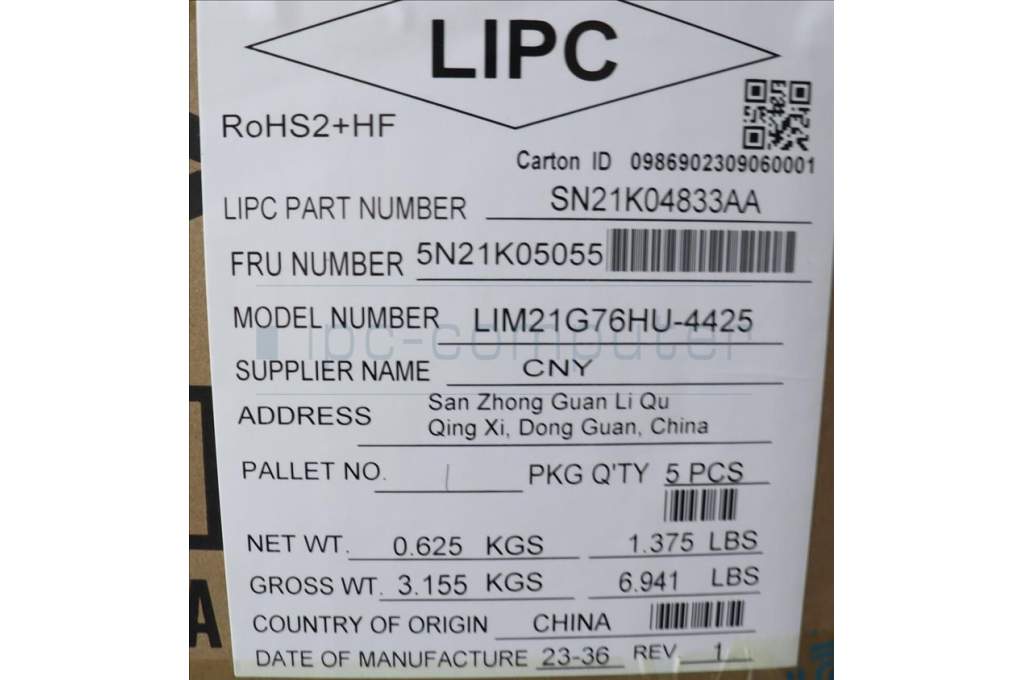 LIPC
RoHS2+HF
Carton ID 0986902309060001
LIPC PART NUMBER SN21K04833AA
FRU NUMBER 5N21K05055
MODEL NUMBER LIM21G76HU-4425
ipc-computer
SUPPLIER NAME CNY
ADDRESS San Zhong Guan Li Qu
Qing Xi, Dong Guan, China
PALLET NO. 1 PKG Q'TY 5 PCS
NET WT. 0.625 KGS 1.375 LBS
GROSS WT. 3.155 KGS 6.941 LBS
COUNTRY OF ORIGIN CHINA
DATE OF MANUFACTURE 23-36 REV 1
A